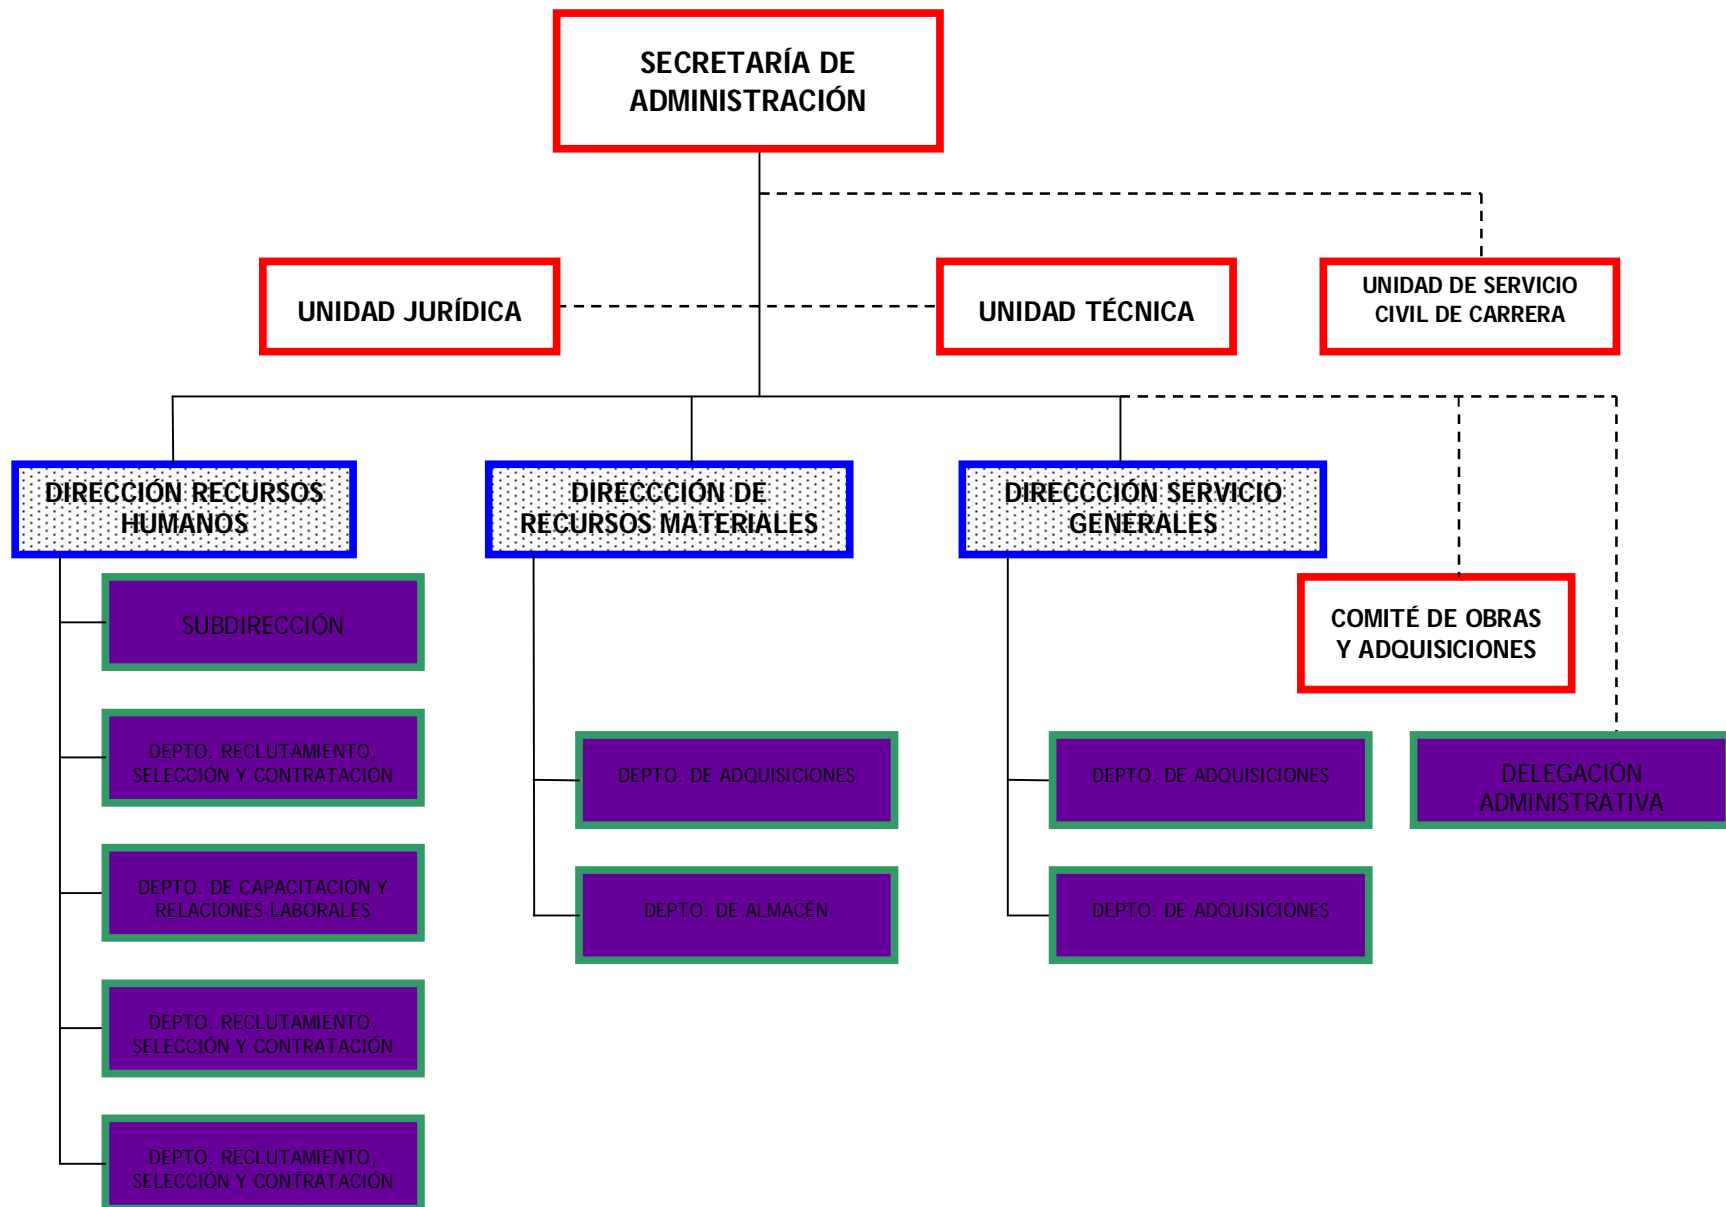 SECRETARÍA DE
ADMINISTRACIÓN
UNIDAD JURÍDICA
UNIDAD TÉCNICA
UNIDAD DE SERVICIO
CIVIL DE CARRERA
DIRECCIÓN RECURSOS
HUMANOS
DIRECCCIÓN DE
RECURSOS MATERIALES
DIRECCCIÓN SERVICIO
GENERALES
SUBDIRECCIÓN
COMITÉ DE OBRAS
Y ADQUISICIONES
DEPTO. RECLUTAMIENTO,
SELECCIÓN Y CONTRATACIÓN
DEPTO. DE ADQUISICIONES
DEPTO. DE ADQUISICIONES
DELEGACIÓN
ADMINISTRATIVA
DEPTO. DE CAPACITACIÓN Y
RELACIONES LABORALES
DEPTO. DE ALMACÉN
DEPTO. DE ADQUISICIONES
DEPTO. RECLUTAMIENTO,
SELECCIÓN Y CONTRATACIÓN
DEPTO. RECLUTAMIENTO,
SELECCIÓN Y CONTRATACIÓN